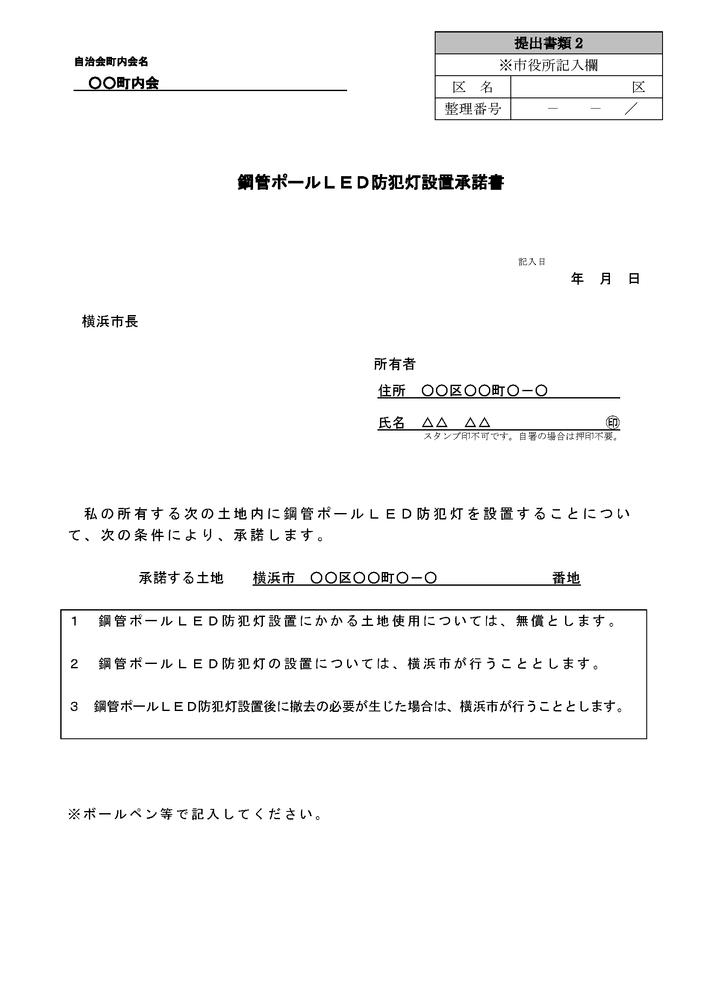 提出書類２
※市役所記入欄
区　名　　　　　　　　区
整理番号　　－　　－　／
自治会町内会名
○○町内会
鋼管ポールＬＥＤ防犯灯設置承諾書
記入日
年　月　日
横浜市長
所有者
住所　○○区○○町○－○
氏名　△△　△△　　　　　　　　㊞
スタンプ印不可です。自署の場合は押印不要。
私の所有する次の土地内に鋼管ポールＬＥＤ防犯灯を設置することについ
て、次の条件により、承諾します。
承諾する土地　　横浜市　○○区○○町○－○　　　　　　　　番地
１　鋼管ポールＬＥＤ防犯灯設置にかかる土地使用については、無償とします。
２　鋼管ポールＬＥＤ防犯灯の設置については、横浜市が行うこととします。
３　鋼管ポールＬＥＤ防犯灯設置後に撤去の必要が生じた場合は、横浜市が行うこととします。
※ボールペン等で記入してください。